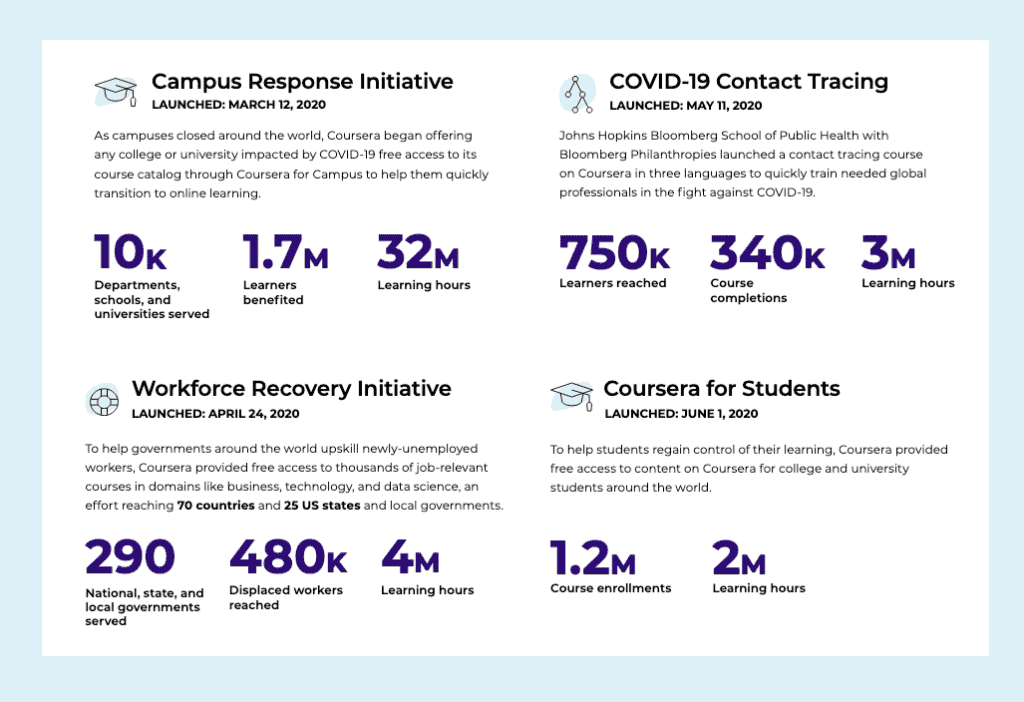 Campus Response Initiative
LAUNCHED: MARCH 12, 2020
As campuses closed around the world, Coursera began offering
any college or university impacted by COVID-19 free access to its
course catalog through Coursera for Campus to help them quickly
transition to online learning.
10K
Departments,
schools, and
universities served
1.7M
Learners
benefited
32M
Learning hours
COVID-19 Contact Tracing
LAUNCHED: MAY 11, 2020
Johns Hopkins Bloomberg School of Public Health with
Bloomberg Philanthropies launched a contact tracing course
on Coursera in three languages to quickly train needed global
professionals in the fight against COVID-19.
750K
Learners reached
340K
Course
completions
3M
Learning hours
Workforce Recovery Initiative
LAUNCHED: APRIL 24, 2020
To help governments around the world upskill newly-unemployed
workers, Coursera provided free access to thousands of job-relevant
courses in domains like business, technology, and data science, an
effort reaching 70 countries and 25 US states and local governments.
290
National, state, and
local governments
served
480K
Displaced workers
reached
4M
Learning hours
Coursera for Students
LAUNCHED: JUNE 1, 2020
To help students regain control of their learning, Coursera provided
free access to content on Coursera for college and university
students around the world.
1.2M
Course enrollments
2M
Learning hours